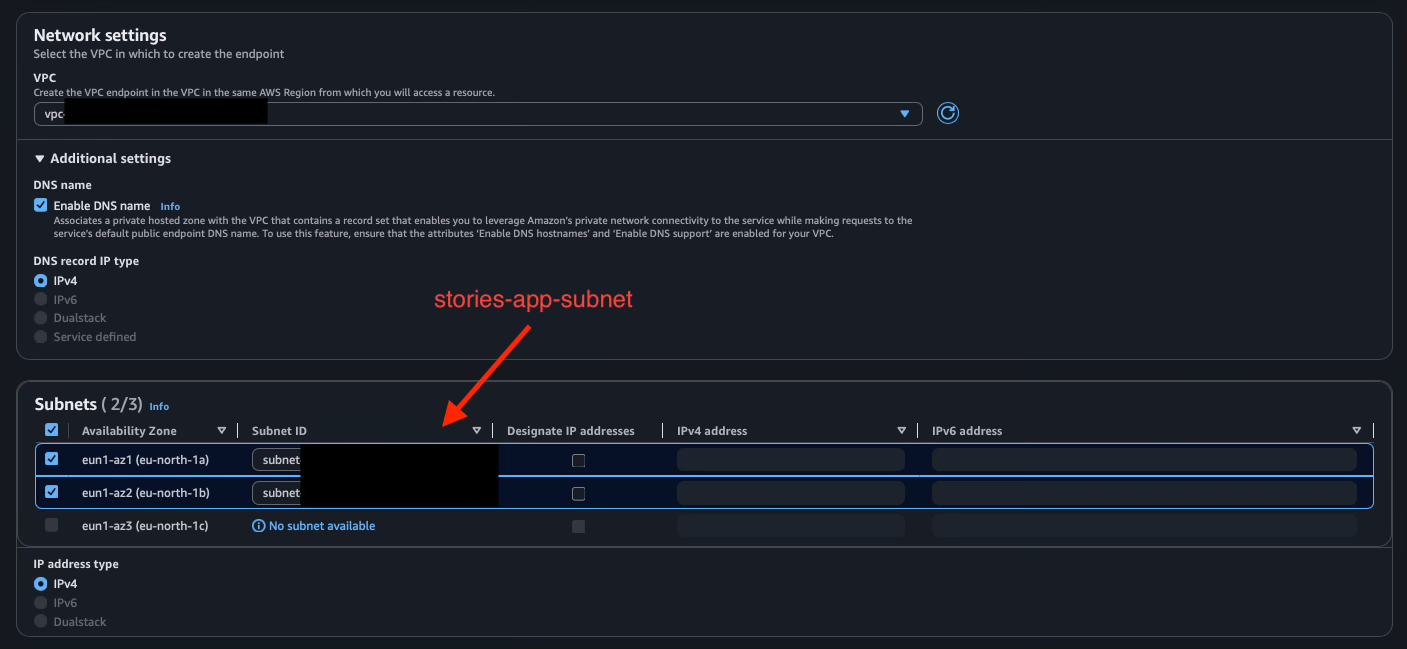 Network settings
Select the VPC in which to create the endpoint
VPC
Create the VPC endpoint in the VPC in the same AWS Region from which you will access a resource.
vpc-
Additional settings
DNS name
Enable DNS name Info
Associates a private hosted zone with the VPC that contains a record set that enables you to leverage Amazon's private network connectivity to the service while making requests to the
service's default public endpoint DNS name. To use this feature, ensure that the attributes 'Enable DNS hostnames' and 'Enable DNS support' are enabled for your VPC.
DNS record IP type
IPv4
IPv6
stories-app-subnet
Dualstack
Service defined
Subnets ( 2/3) Info
Availability Zone Subnet ID Designate IP addresses IPv4 address IPv6 address
eun1-az1 (eu-north-1a) subnet
eun1-az2 (eu-north-1b) subnet
eun1-az3 (eu-north-1c) No subnet available
IP address type
IPv4
IPv6
Dualstack